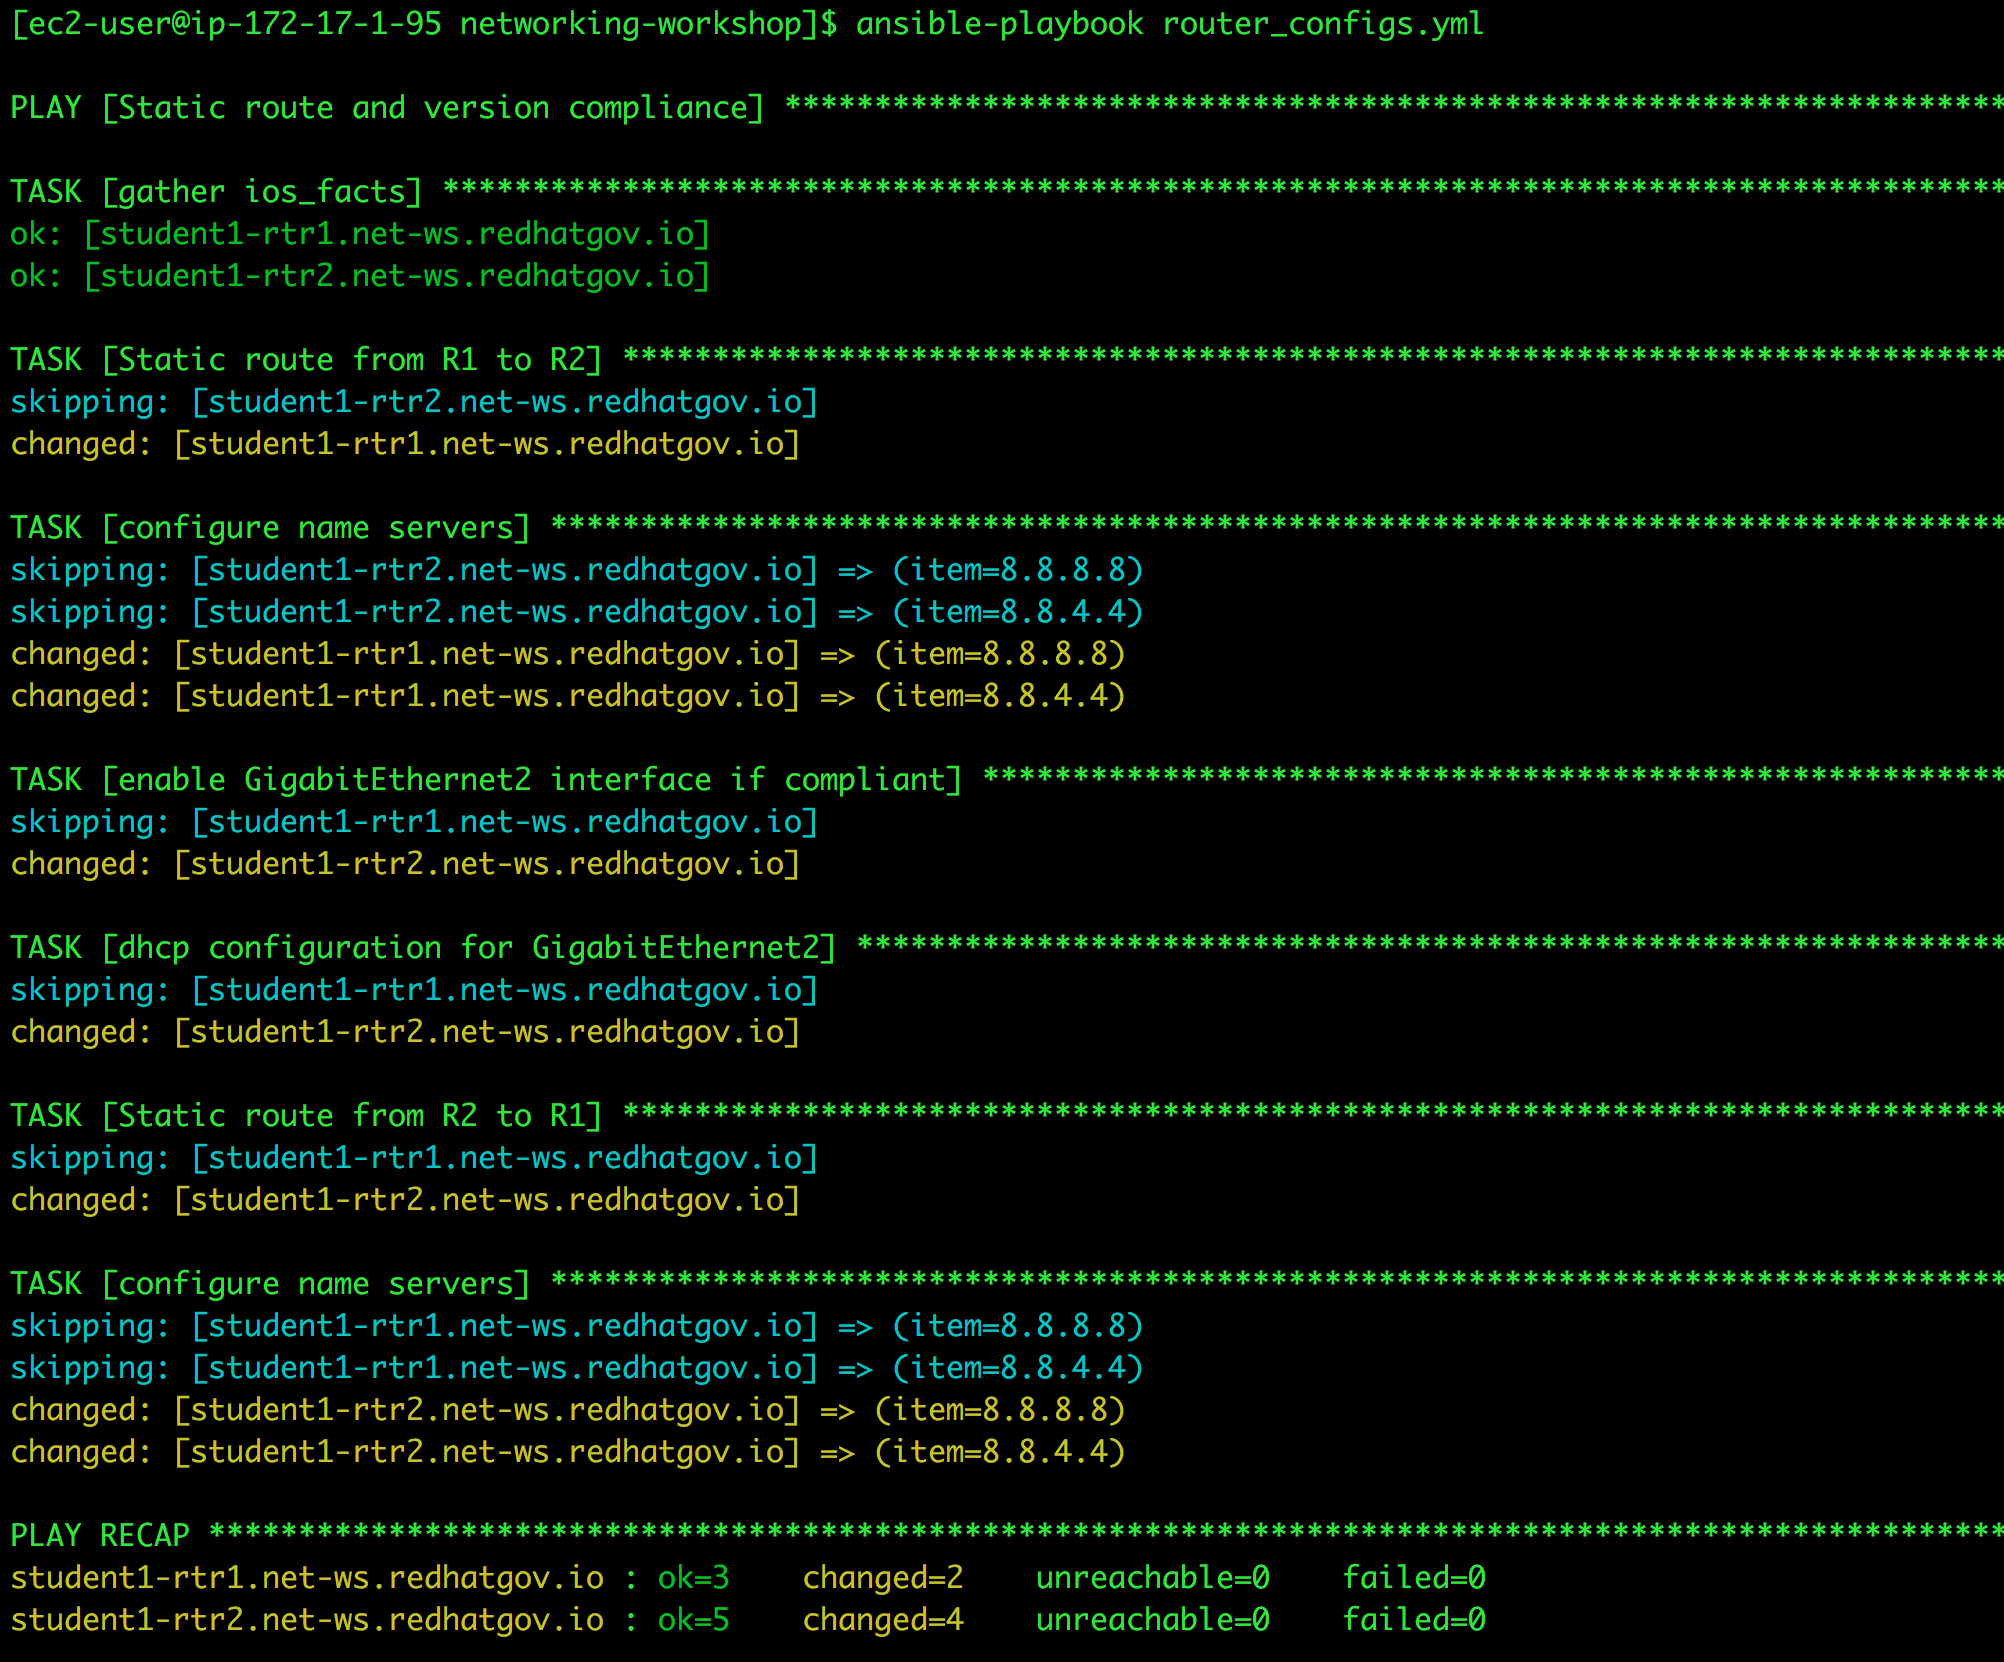 [ec2-user@ip-172-17-1-95 networking-workshop]$ ansible-playbook router_configs.yml
PLAY [Static route and version compliance] ********************************************************************
TASK [gather ios_facts] ***************************************************************************************
ok: [student1-rtr1.net-ws.redhatgov.io]
ok: [student1-rtr2.net-ws.redhatgov.io]
TASK [Static route from R1 to R2] *****************************************************************************
skipping: [student1-rtr2.net-ws.redhatgov.io]
changed: [student1-rtr1.net-ws.redhatgov.io]
TASK [configure name servers] *********************************************************************************
skipping: [student1-rtr2.net-ws.redhatgov.io] => (item=8.8.8.8)
skipping: [student1-rtr2.net-ws.redhatgov.io] => (item=8.8.4.4)
changed: [student1-rtr1.net-ws.redhatgov.io] => (item=8.8.8.8)
changed: [student1-rtr1.net-ws.redhatgov.io] => (item=8.8.4.4)
TASK [enable GigabitEthernet2 interface if compliant] *********************************************************
skipping: [student1-rtr1.net-ws.redhatgov.io]
changed: [student1-rtr2.net-ws.redhatgov.io]
TASK [dhcp configuration for GigabitEthernet2] ****************************************************************
skipping: [student1-rtr1.net-ws.redhatgov.io]
changed: [student1-rtr2.net-ws.redhatgov.io]
TASK [Static route from R2 to R1] *****************************************************************************
skipping: [student1-rtr1.net-ws.redhatgov.io]
changed: [student1-rtr2.net-ws.redhatgov.io]
TASK [configure name servers] *********************************************************************************
skipping: [student1-rtr1.net-ws.redhatgov.io] => (item=8.8.8.8)
skipping: [student1-rtr1.net-ws.redhatgov.io] => (item=8.8.4.4)
changed: [student1-rtr2.net-ws.redhatgov.io] => (item=8.8.8.8)
changed: [student1-rtr2.net-ws.redhatgov.io] => (item=8.8.4.4)
PLAY RECAP ****************************************************************************************************
student1-rtr1.net-ws.redhatgov.io : ok=3    changed=2    unreachable=0    failed=0
student1-rtr2.net-ws.redhatgov.io : ok=5    changed=4    unreachable=0    failed=0